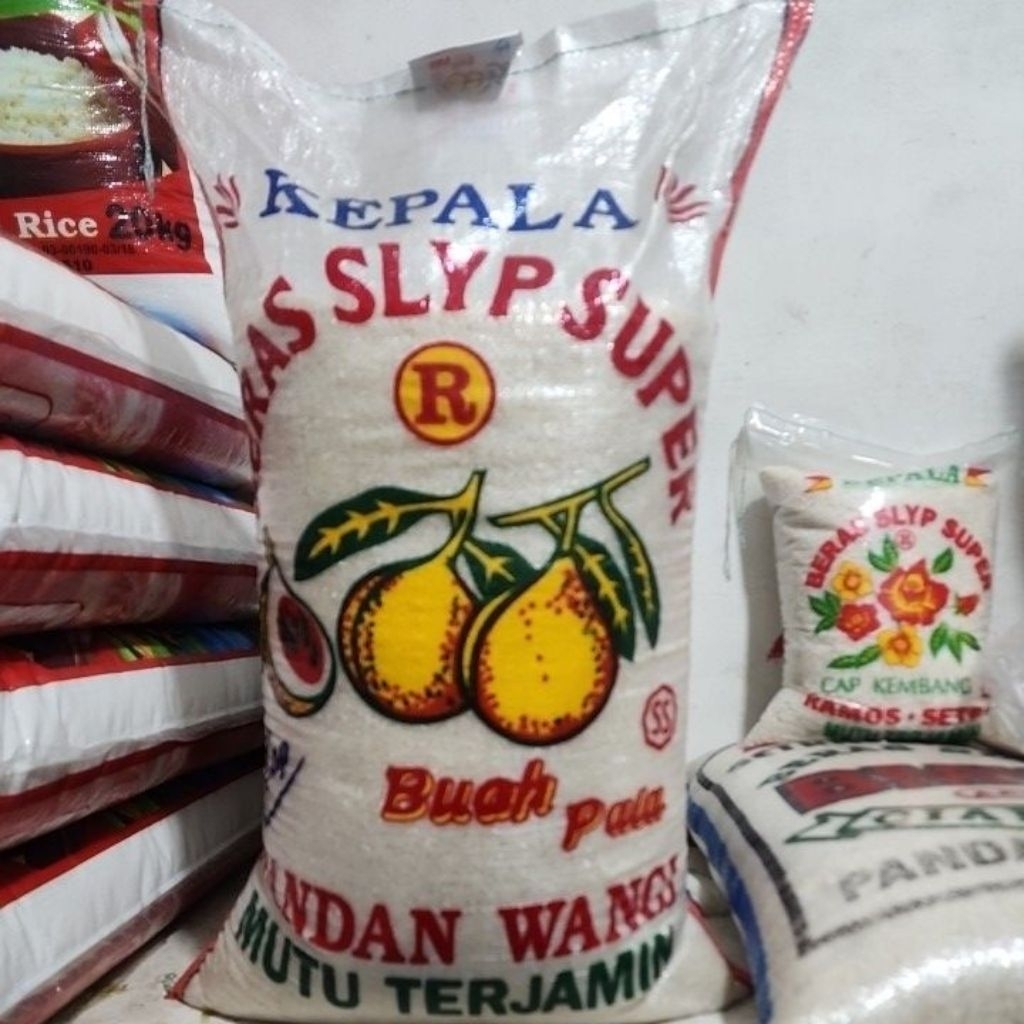 KEPALA
BERAS SLYP SUPER
R
SS
Buah Pala
PANDAN WANGI
MUTU TERJAMIN
Rice 20kg
KEPALA
BERAS SLYP SUPER
R
CAP KEMBANG
RAMOS - SETRA
PANDA